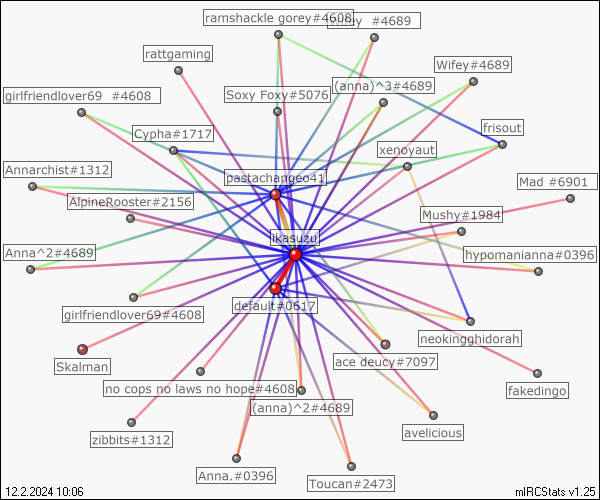 ramshackle gorey#4608
#4689
rattgaming
Wifey#4689
(anna)^3#4689
Soxy Foxy#5076
girlfriendlover69 #4608
Cypha#1717
frisout
xenoyaut
Annarchist#1312
pastachangeo41
Mad #6901
AlpineRooster#2156
Mushy#1984
ikasuzu
Anna^2#4689
hypomanianna#0396
default#0617
girlfriendlover69#4608
neokingghidorah
Skalman
ace deucy#7097
no cops no laws no hope#4608
fakedingo
(anna)^2#4689
zibbits#1312
avelicious
Anna.#0396
Toucan#2473
12.2.2024 10:06
mIRCStats v1.25